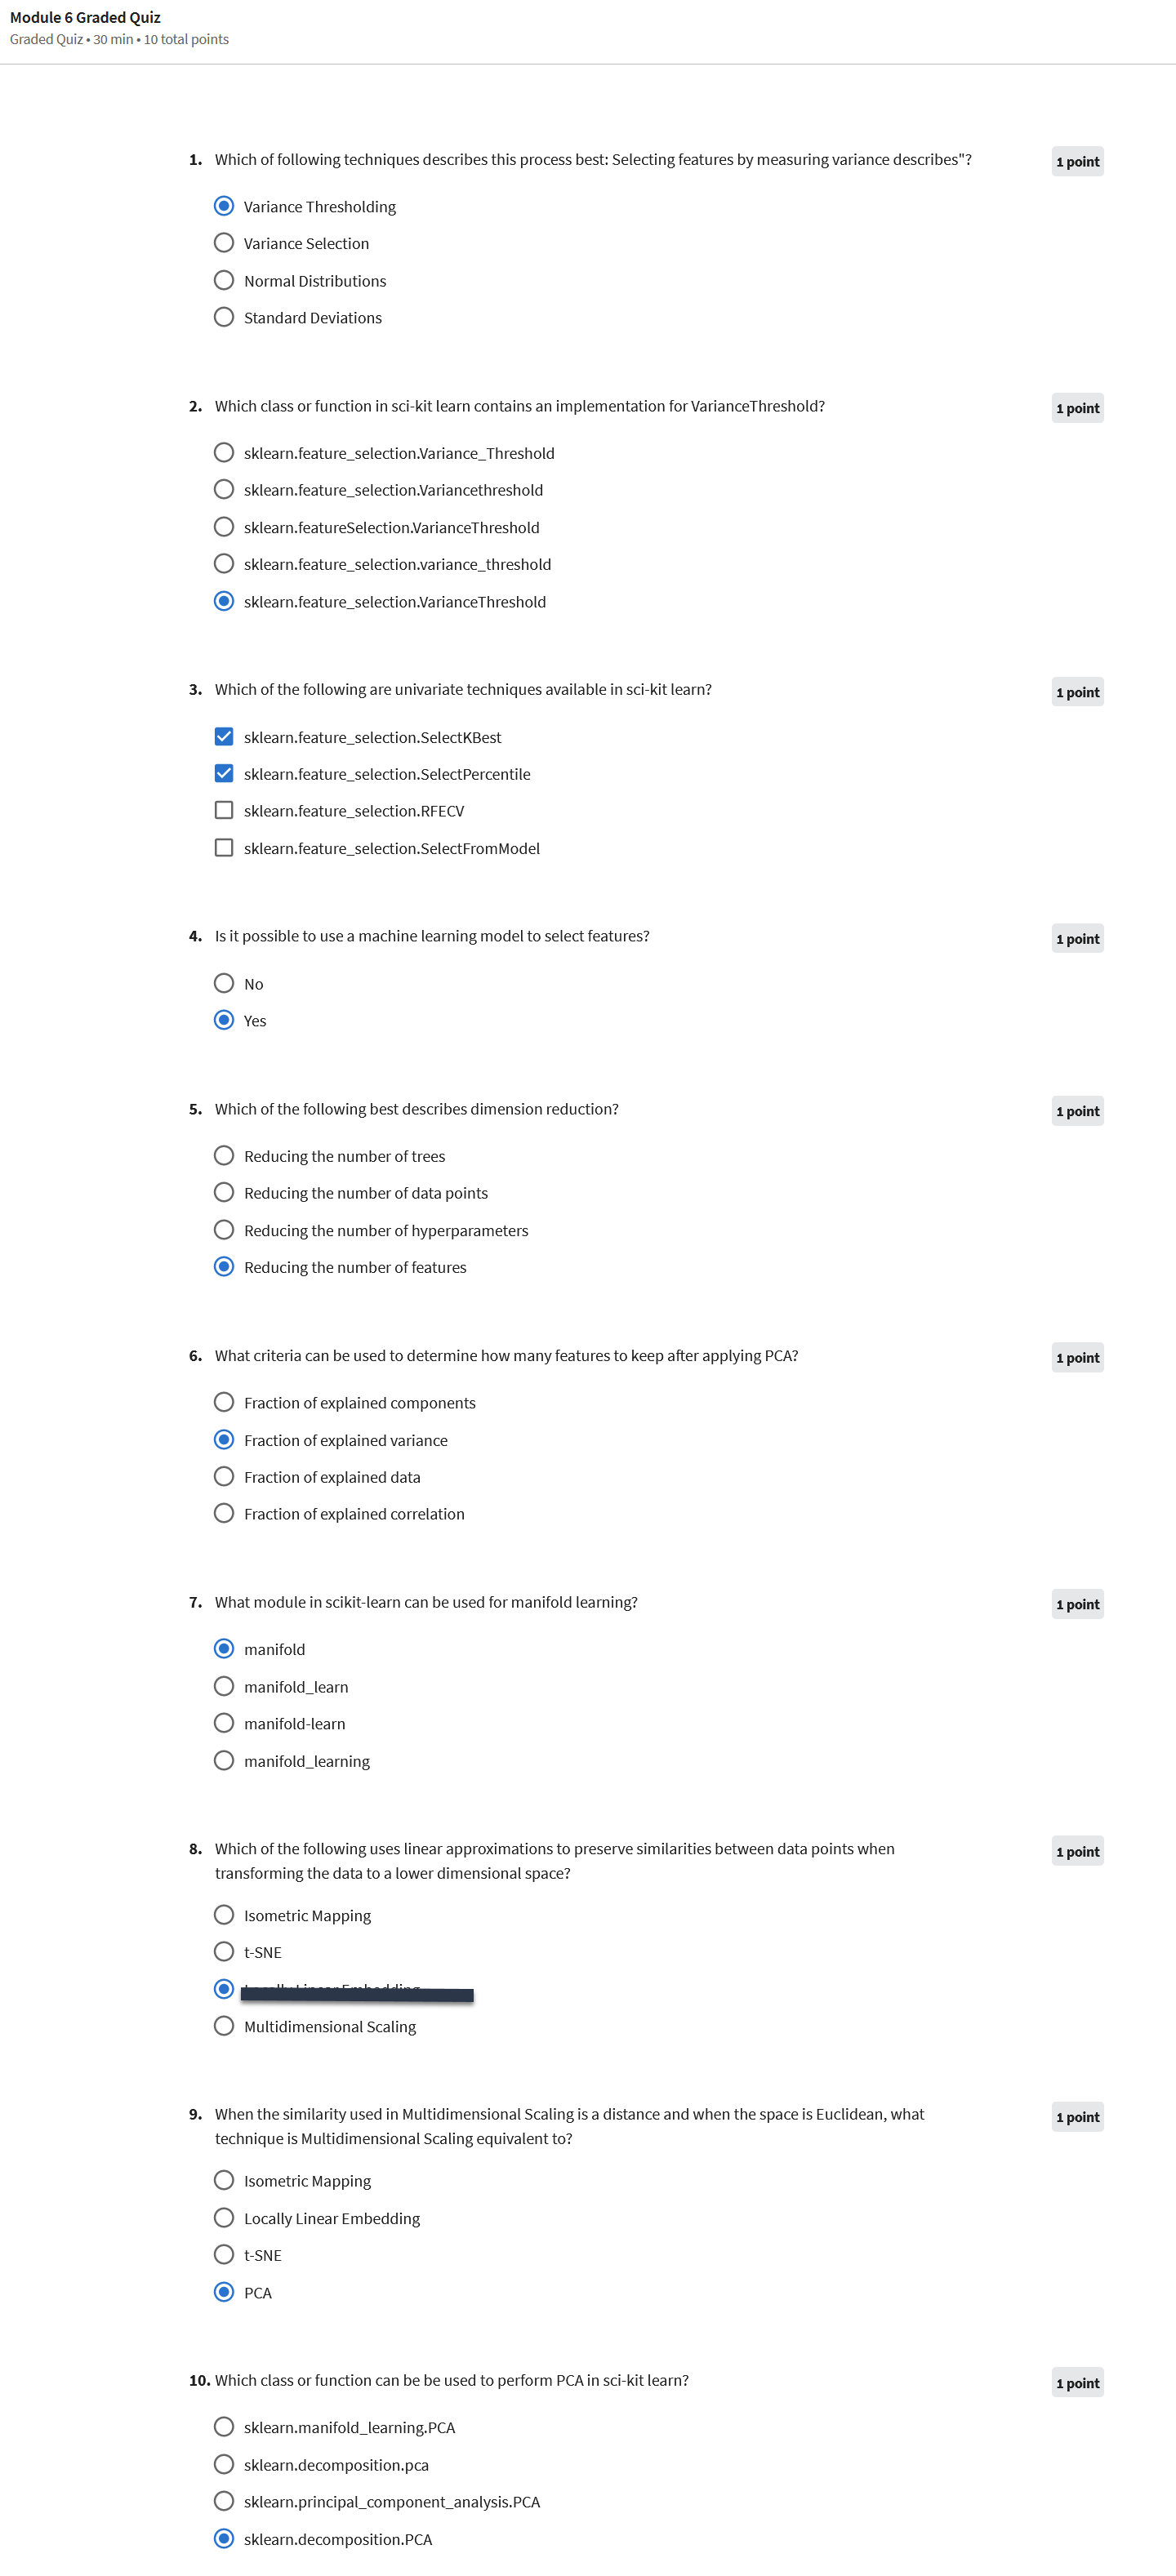 Module 6 Graded Quiz
Graded Quiz • 30 min • 10 total points
1. Which of following techniques describes this process best: Selecting features by measuring variance describes"?
1 point
Variance Thresholding
Variance Selection
Normal Distributions
Standard Deviations
2. Which class or function in sci-kit learn contains an implementation for VarianceThreshold?
1 point
sklearn.feature_selection.Variance_Threshold
sklearn.feature_selection.Variancethreshold
sklearn.featureSelection.VarianceThreshold
sklearn.feature_selection.variance_threshold
sklearn.feature_selection.VarianceThreshold
3. Which of the following are univariate techniques available in sci-kit learn?
1 point
sklearn.feature_selection.SelectKBest
sklearn.feature_selection.SelectPercentile
sklearn.feature_selection.RFECV
sklearn.feature_selection.SelectFromModel
4. Is it possible to use a machine learning model to select features?
1 point
No
Yes
5. Which of the following best describes dimension reduction?
1 point
Reducing the number of trees
Reducing the number of data points
Reducing the number of hyperparameters
Reducing the number of features
6. What criteria can be used to determine how many features to keep after applying PCA?
1 point
Fraction of explained components
Fraction of explained variance
Fraction of explained data
Fraction of explained correlation
7. What module in scikit-learn can be used for manifold learning?
1 point
manifold
manifold_learn
manifold-learn
manifold_learning
8. Which of the following uses linear approximations to preserve similarities between data points when
transforming the data to a lower dimensional space?
1 point
Isometric Mapping
t-SNE
Multidimensional Scaling
9. When the similarity used in Multidimensional Scaling is a distance and when the space is Euclidean, what
technique is Multidimensional Scaling equivalent to?
1 point
Isometric Mapping
Locally Linear Embedding
t-SNE
PCA
10. Which class or function can be be used to perform PCA in sci-kit learn?
1 point
sklearn.manifold_learning.PCA
sklearn.decomposition.pca
sklearn.principal_component_analysis.PCA
sklearn.decomposition.PCA